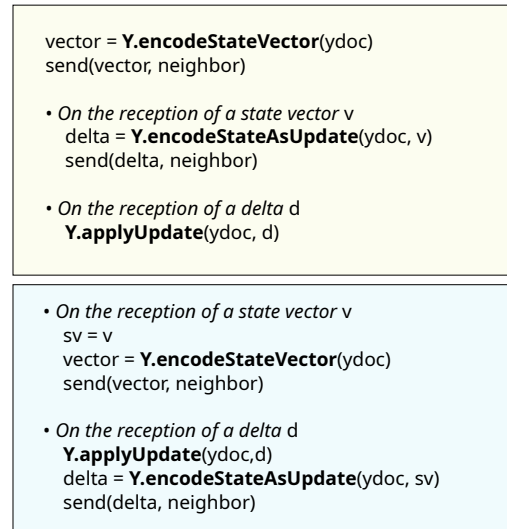 vector = Y.encodeStateVector(ydoc)
send(vector, neighbor)
• On the reception of a state vector v
delta = Y.encodeStateAsUpdate(ydoc, v)
send(delta, neighbor)
• On the reception of a delta d
Y.applyUpdate(ydoc, d)
• On the reception of a state vector v
sv = v
vector = Y.encodeStateVector(ydoc)
send(vector, neighbor)
• On the reception of a delta d
Y.applyUpdate(ydoc,d)
delta = Y.encodeStateAsUpdate(ydoc, sv)
send(delta, neighbor)